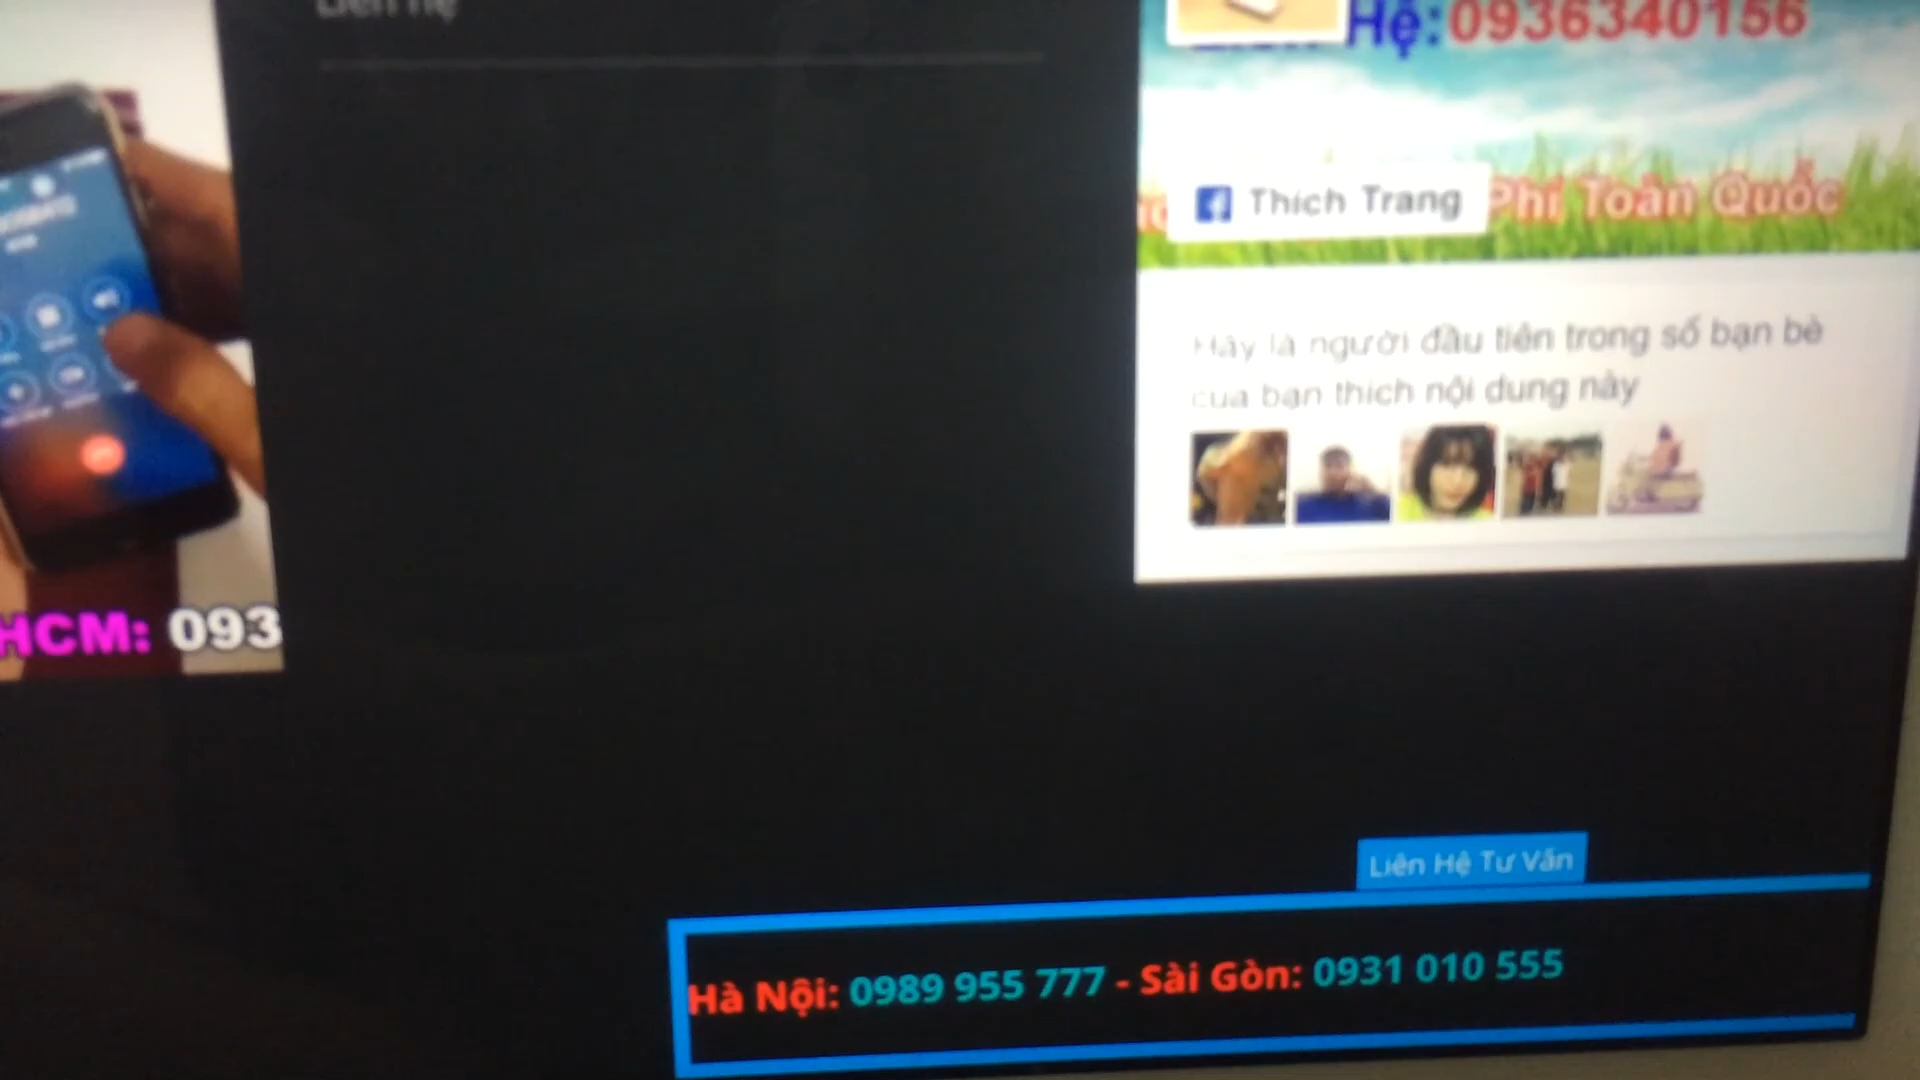 Liên hệ
Hệ:0936340156
Thích Trang
Phí Toàn Quốc
Hãy là người đầu tiên trong số bạn bè
của bạn thích nội dung này
HCM: 093
Liên Hệ Tư Vấn
Hà Nội: 0989 955 777 - Sài Gòn: 0931 010 555